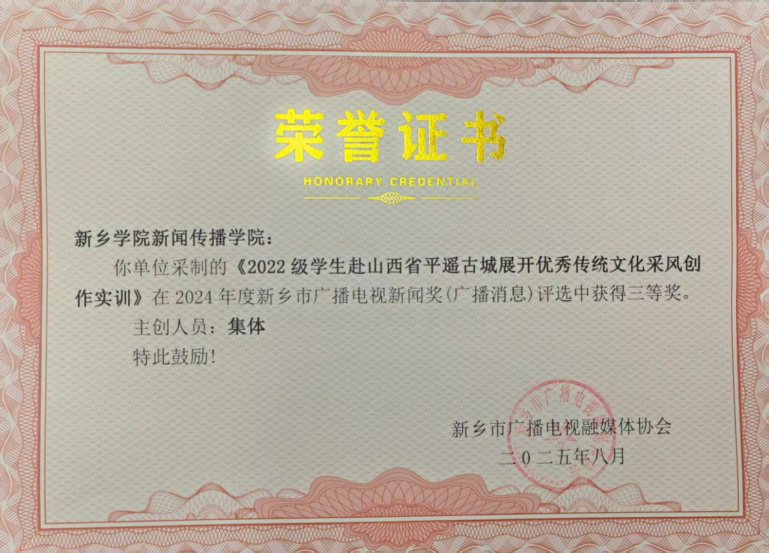 荣誉证书
HONORARY CREDENTIAL
新乡学院新闻传播学院：
你单位采制的《2022级学生赴山西省平遥古城展开优秀传统文化采风创
作实训》在2024年度新乡市广播电视新闻奖(广播消息)评选中获得三等奖。
主创人员：集体
特此鼓励!
新乡市广播电视融媒体协会
二0二五年八月